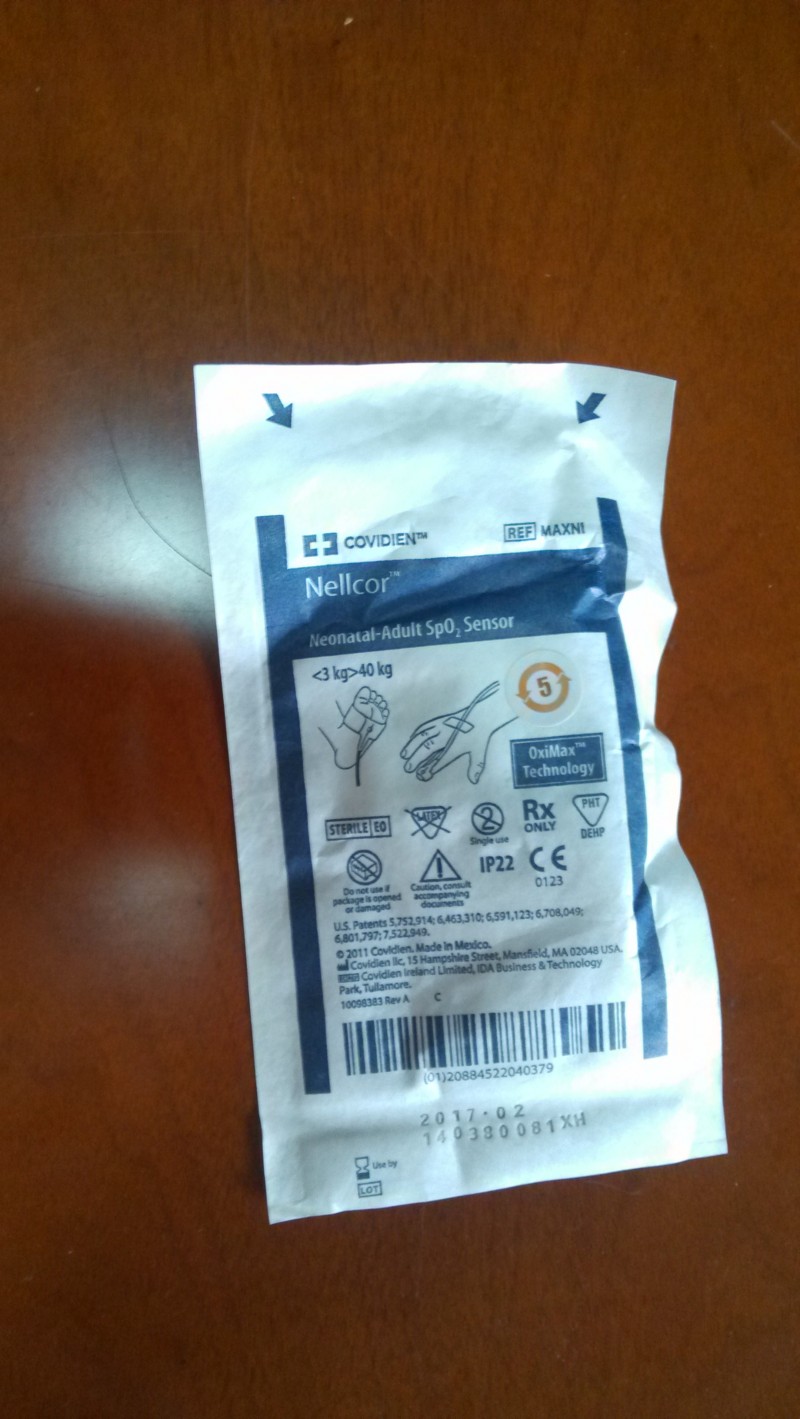 COVIDIEN™ REF MAXNI
Nellcor™
Neonatal-Adult SpO₂ Sensor
<3 kg>40 kg
5
OxiMax™
Technology
STERILE EO
LATEX
2
Single use
Rx
ONLY
PHT
DEHP
Do not use if
package is opened
or damaged
Caution, consult
accompanying
documents
IP22
CE
0123
U.S. Patents 5,752,914; 6,463,310; 6,591,123; 6,708,049;
6,801,797; 7,522,949.
© 2011 Covidien. Made in Mexico.
Covidien llc, 15 Hampshire Street, Mansfield, MA 02048 USA.
Covidien Ireland Limited, IDA Business & Technology
Park, Tullamore.
10098383 Rev A C
(01)20884522040379
2017-02
140380081XH
Use by
LOT